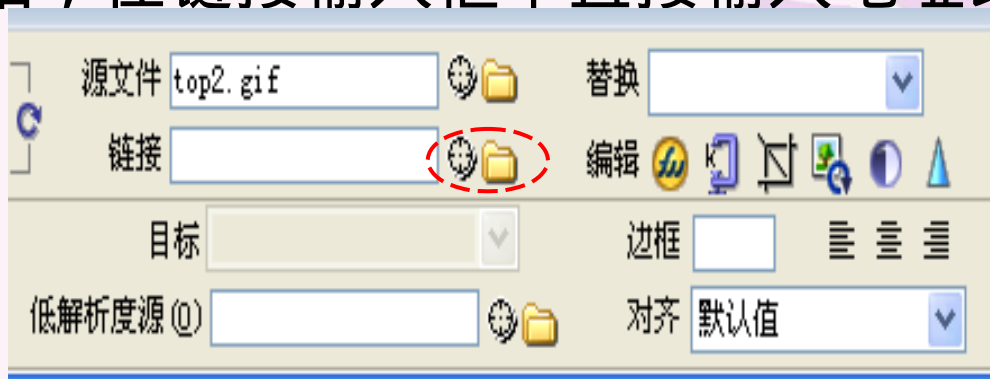 源文件 top2.gif 替换
链接 编辑
目标 边框
低解析度源(O) 对齐 默认值